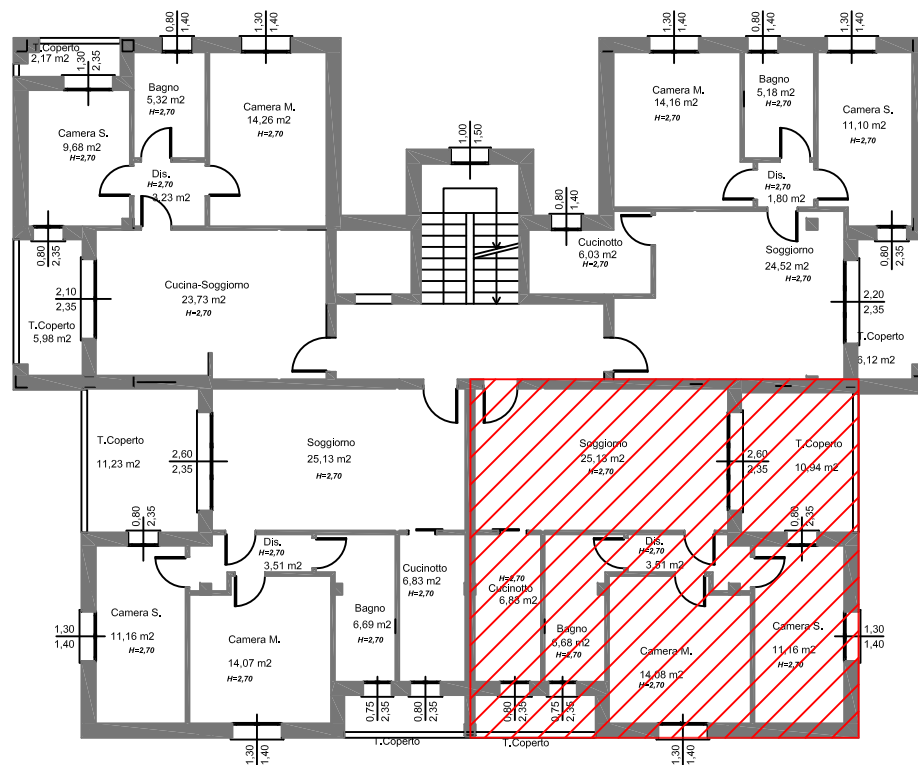 0,80
1,40
1,30
1,40
1,30
1,40
0,80
1,40
1,30
1,40
T.Coperto
2,17 m2
1,30
2,35
Bagno
5,32 m2
H=2,70
Camera M.
14,26 m2
H=2,70
Camera S.
9,68 m2
H=2,70
Dis.
H=2,70
3,23 m2
1,00
1,50
Camera M.
14,16 m2
H=2,70
Bagno
5,18 m2
H=2,70
Camera S.
11,10 m2
H=2,70
Dis.
H=2,70
1,80 m2
0,80
1,40
Cucinotto
6,03 m2
H=2,70
Soggiorno
24,52 m2
H=2,70
0,80
2,35
0,80
2,35
Cucina-Soggiorno
23,73 m2
H=2,70
2,10
2,35
T.Coperto
5,98 m2
2,20
2,35
T.Coperto
6,12 m2
T.Coperto
11,23 m2
2,60
2,35
Soggiorno
25,13 m2
H=2,70
Soggiorno
25,13 m2
H=2,70
2,60
2,35
T.Coperto
10,94 m2
0,80
2,35
0,80
2,35
Dis.
H=2,70
3,51 m2
Cucinotto
6,83 m2
H=2,70
H=2,70
Cucinotto
6,83 m2
Dis.
H=2,70
3,51 m2
Camera S.
11,16 m2
H=2,70
1,30
1,40
Camera M.
14,07 m2
H=2,70
Bagno
6,69 m2
H=2,70
Bagno
6,68 m2
H=2,70
Camera M.
14,08 m2
H=2,70
Camera S.
11,16 m2
H=2,70
1,30
1,40
0,75
2,35
0,80
2,35
0,80
2,35
0,75
2,35
T.Coperto
T.Coperto
1,30
1,40
1,30
1,40